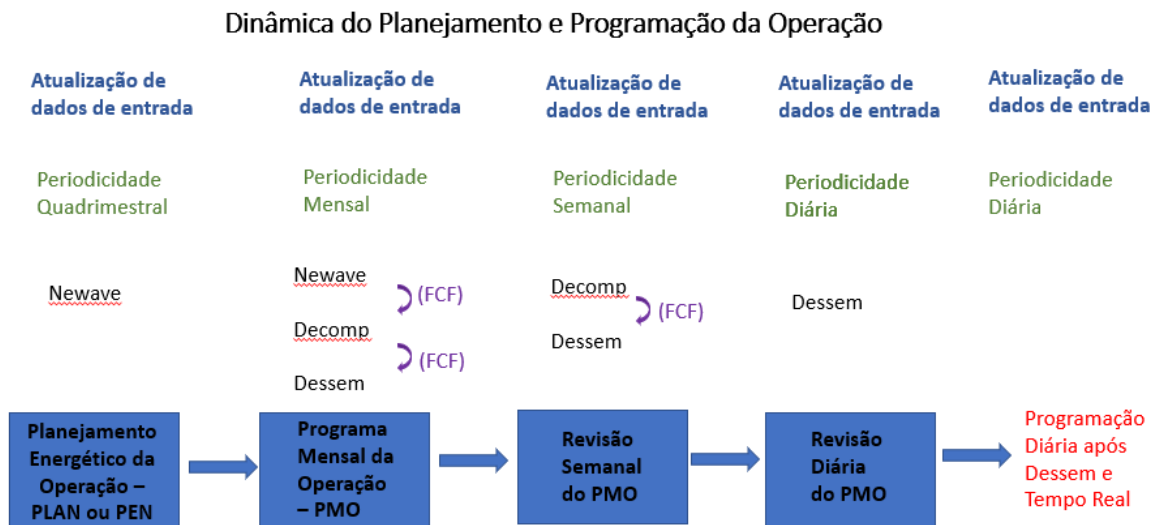 Dinâmica do Planejamento e Programação da Operação
Atualização de
dados de entrada
Atualização de
dados de entrada
Atualização de
dados de entrada
Atualização de
dados de entrada
Atualização de
dados de entrada
Periodicidade
Quadrimestral
Periodicidade
Mensal
Periodicidade
Semanal
Periodicidade
Diária
Periodicidade
Diária
Newave
Newave
(FCF)
Decomp
(FCF)
Dessem
Decomp
(FCF)
Dessem
Dessem
Planejamento
Energético da
Operação –
PLAN ou PEN
Programa
Mensal da
Operação
– PMO
Revisão
Semanal
do PMO
Revisão
Diária
do PMO
Programação
Diária após
Dessem e
Tempo Real